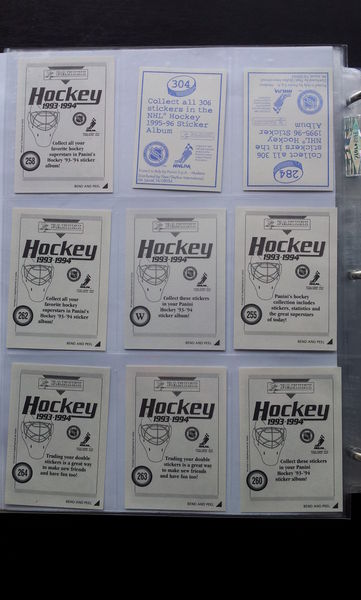 PANINI
Hockey
1993-1994
Collect all your
favorite hockey
superstars in Panini's
Hockey '93-'94 sticker
album!
258
BEND AND PEEL
304
Collect all 306
stickers in the
NHL® Hockey
1995-96 Sticker
Album
NHLPA
284
Collect all 306
stickers in the
NHL® Hockey
1995-96 Sticker
Album
PANINI
Hockey
1993-1994
Collect all your
favorite hockey
superstars in Panini's
Hockey '93-'94 sticker
album!
262
BEND AND PEEL
PANINI
Hockey
1993-1994
Collect these stickers
in your Panini
Hockey '93-'94
sticker album!
W
BEND AND PEEL
PANINI
Hockey
1993-1994
Panini's hockey
collection includes
stickers, statistics and
the great superstars
of today!
255
BEND AND PEEL
PANINI
Hockey
1993-1994
Trading your double
stickers is a great way
to make new friends
and have fun too!
264
BEND AND PEEL
PANINI
Hockey
1993-1994
Trading your double
stickers is a great way
to make new friends
and have fun too!
263
BEND AND PEEL
PANINI
Hockey
1993-1994
Collect these stickers
in your Panini
Hockey '93-'94
sticker album!
260
BEND AND PEEL